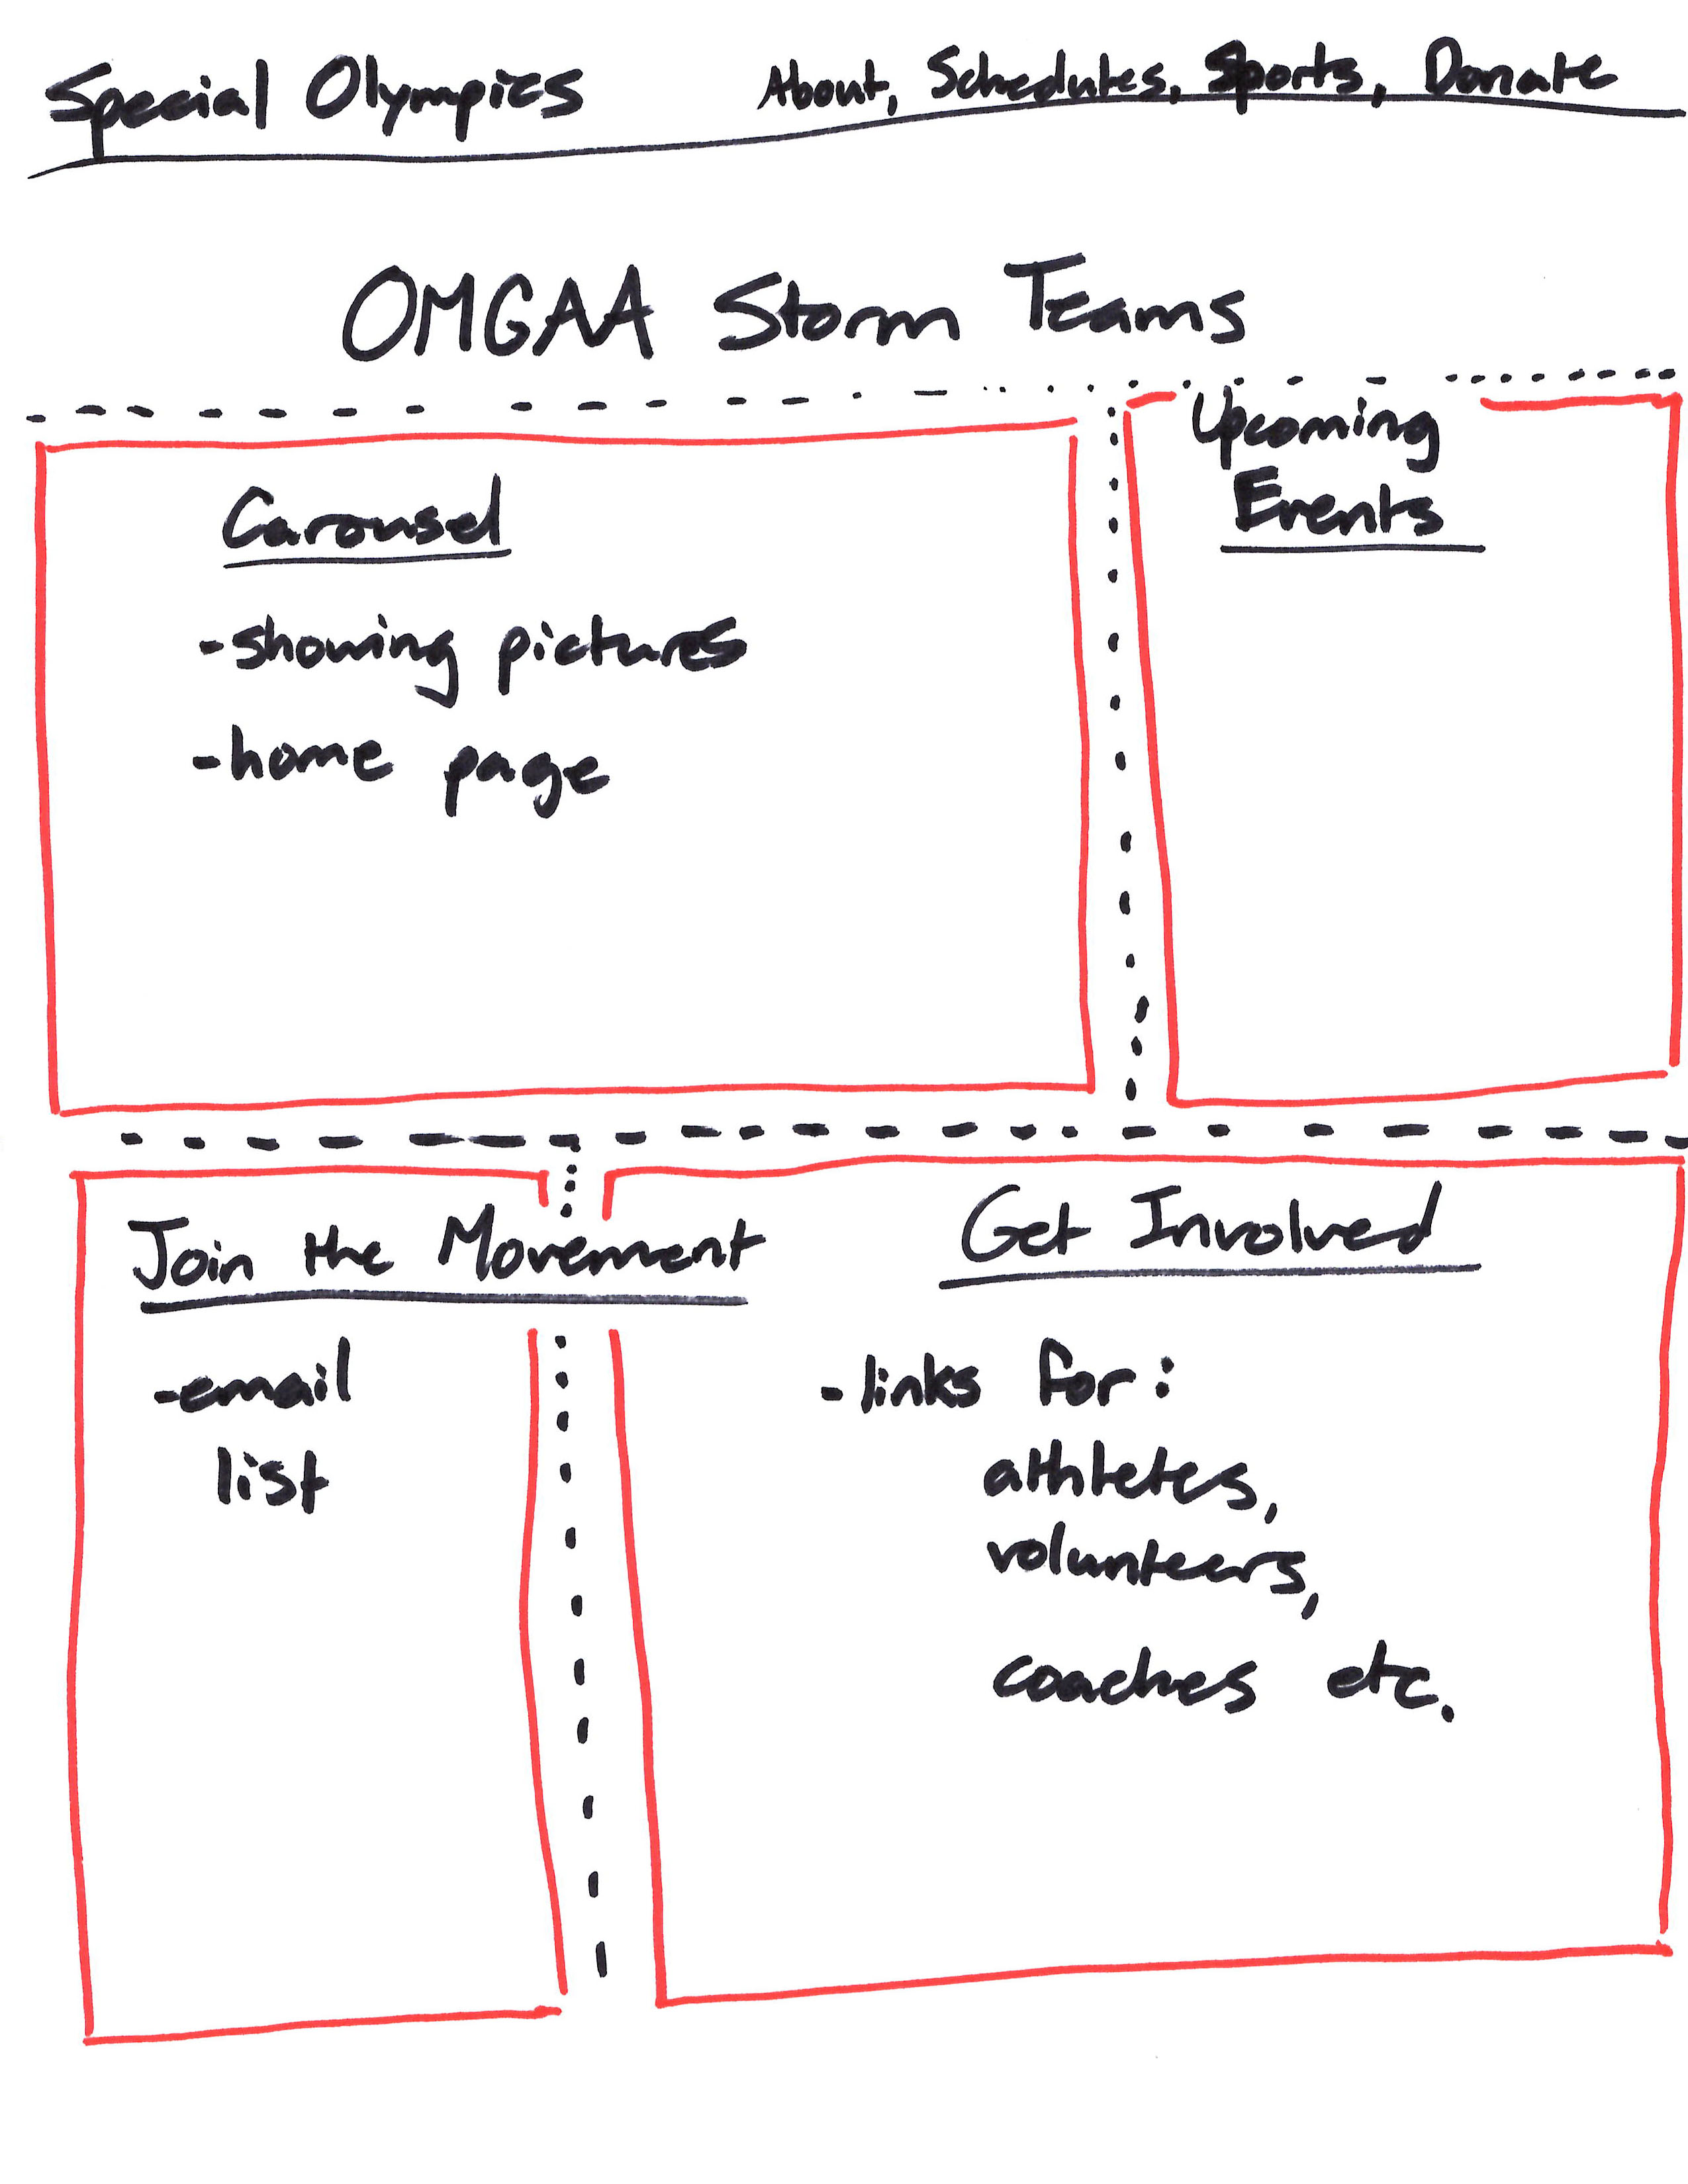 Special Olympics
About, Schedules, Sports, Donate
OMGAA Storm Teams
Carousel
-showing pictures
-home page
Upcoming
Events
Join the Movement
-email
list
Get Involved
-links for:
athletes,
volunteers,
coaches etc.